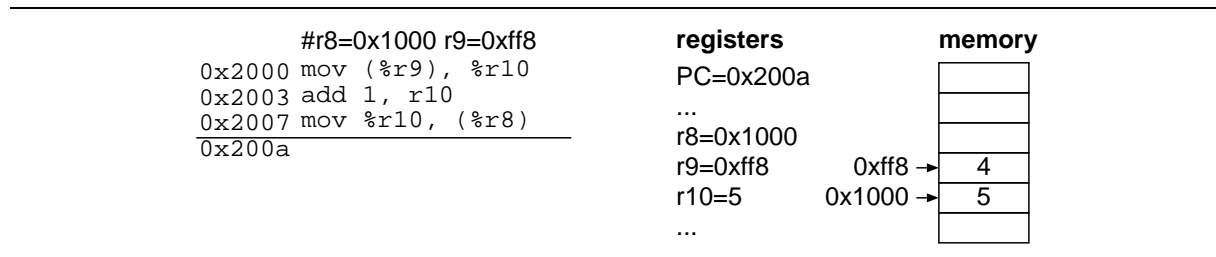 #r8=0x1000 r9=0xff8
0x2000 mov (%r9), %r10
0x2003 add 1, r10
0x2007 mov %r10, (%r8)
0x200a
registers
PC=0x200a
...
r8=0x1000
r9=0xff8
r10=5
...
memory
0xff8 → 4
0x1000 → 5